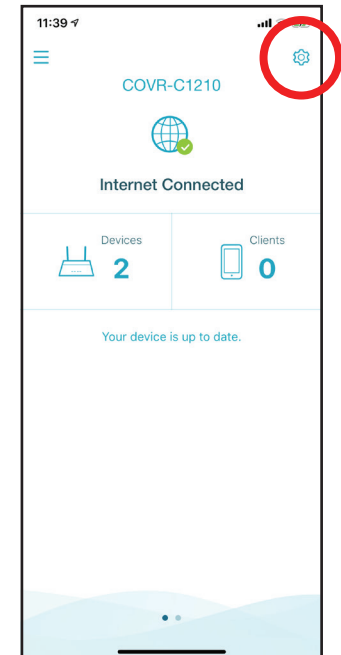 11:39
COVR-C1210
Internet Connected
Devices
2
Clients
0
Your device is up to date.